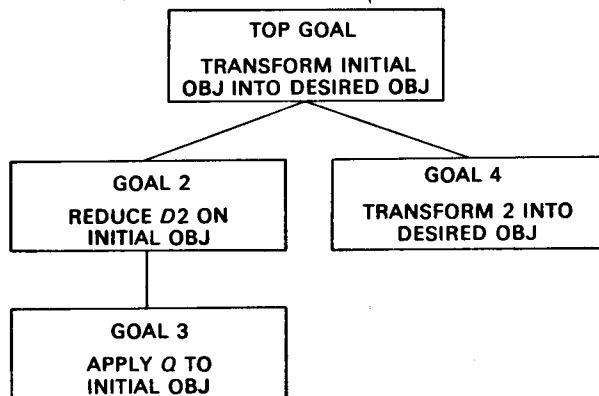 TOP GOAL
TRANSFORM INITIAL
OBJ INTO DESIRED OBJ
GOAL 2
REDUCE D2 ON
INITIAL OBJ
GOAL 4
TRANSFORM 2 INTO
DESIRED OBJ
GOAL 3
APPLY Q TO
INITIAL OBJ